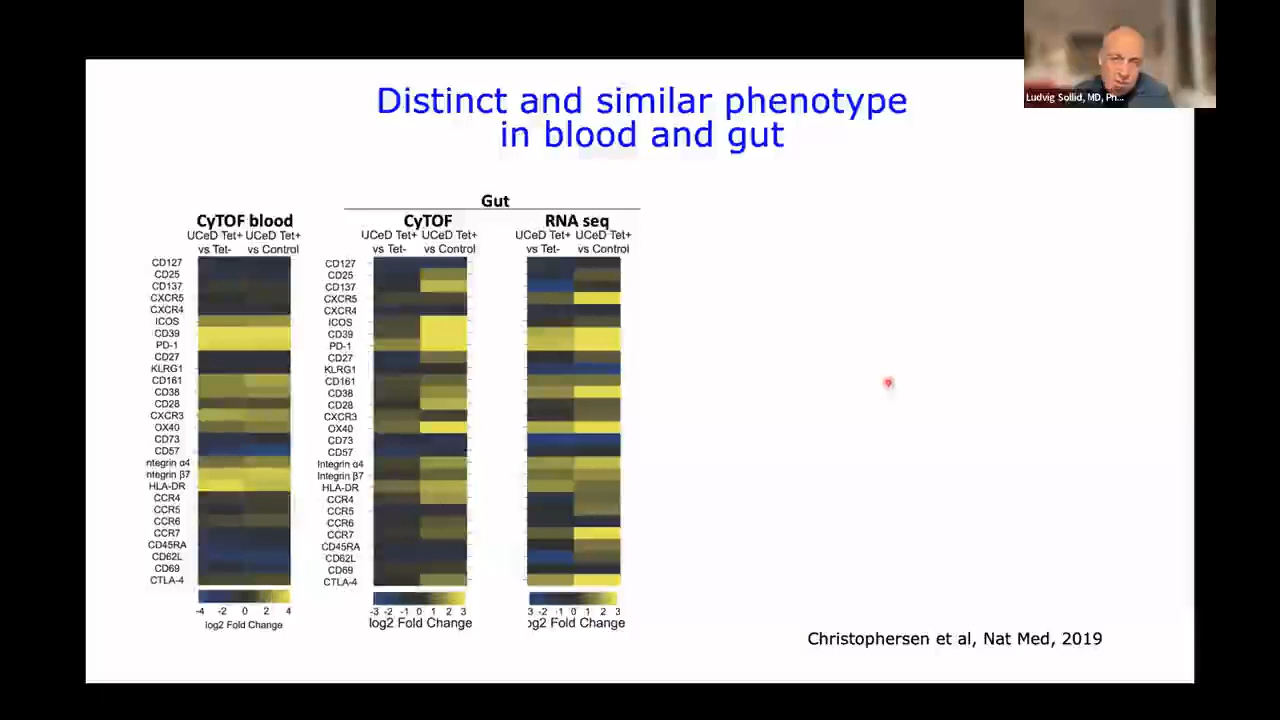 Ludvig Sollid, MD, Ph...
Distinct and similar phenotype
in blood and gut
Gut
CyTOF blood
UCeD Tet+ UCeD Tet+
vs Tet- vs Control
CD127
CD25
CD137
CXCR5
CXCR4
ICOS
CD39
PD-1
CD27
KLRG1
CD161
CD38
CD28
CXCR3
OX40
CD73
CD57
ntegrin α4
ntegrin β7
HLA-DR
CCR4
CCR5
CCR6
CCR7
CD45RA
CD62L
CD69
CTLA-4
-4 -2 0 2 4
log2 Fold Change
CyTOF
UCeD Tet+ UCeD Tet+
vs Tet- vs Control
CD127
CD25
CD137
CXCR5
CXCR4
ICOS
CD39
PD-1
CD27
KLRG1
CD161
CD38
CD28
CXCR3
OX40
CD73
CD57
Integrin α4
Integrin β7
HLA-DR
CCR4
CCR5
CCR6
CCR7
CD45RA
CD62L
CD69
CTLA-4
-3 -2 -1 0 1 2 3
log2 Fold Change
RNA seq
UCeD Tet+ UCeD Tet+
vs Tet- vs Control
3 -2 -1 0 1 2 3
og2 Fold Change
Christophersen et al, Nat Med, 2019